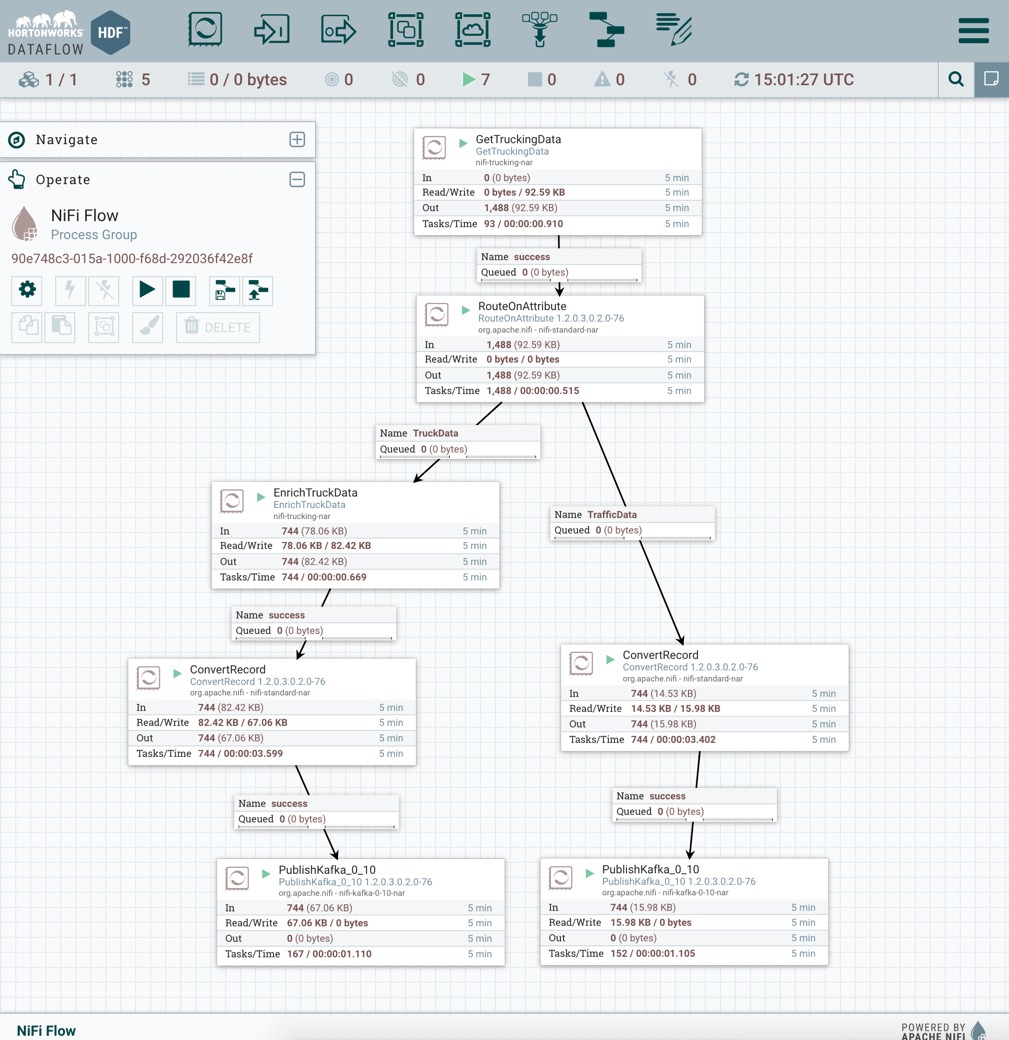 HORTONWORKS
DATAFLOW
HDF™
1 / 1
5
0 / 0 bytes
0
0
7
0
0
0
15:01:27 UTC
Navigate
Operate
NiFi Flow
Process Group
90e748c3-015a-1000-f68d-292036f42e8f
DELETE
GetTruckingData
GetTruckingData
nifi-trucking-nar
In 0 (0 bytes) 5 min
Read/Write 0 bytes / 92.59 KB 5 min
Out 1,488 (92.59 KB) 5 min
Tasks/Time 93 / 00:00:00.910 5 min
Name success
Queued 0 (0 bytes)
RouteOnAttribute
RouteOnAttribute 1.2.0.3.0.2.0-76
org.apache.nifi - nifi-standard-nar
In 1,488 (92.59 KB) 5 min
Read/Write 0 bytes / 0 bytes 5 min
Out 1,488 (92.59 KB) 5 min
Tasks/Time 1,488 / 00:00:00.515 5 min
Name TruckData
Queued 0 (0 bytes)
EnrichTruckData
EnrichTruckData
nifi-trucking-nar
In 744 (78.06 KB) 5 min
Read/Write 78.06 KB / 82.42 KB 5 min
Out 744 (82.42 KB) 5 min
Tasks/Time 744 / 00:00:00.669 5 min
Name TrafficData
Queued 0 (0 bytes)
Name success
Queued 0 (0 bytes)
ConvertRecord
ConvertRecord 1.2.0.3.0.2.0-76
org.apache.nifi - nifi-standard-nar
In 744 (82.42 KB) 5 min
Read/Write 82.42 KB / 67.06 KB 5 min
Out 744 (67.06 KB) 5 min
Tasks/Time 744 / 00:00:03.599 5 min
ConvertRecord
ConvertRecord 1.2.0.3.0.2.0-76
org.apache.nifi - nifi-standard-nar
In 744 (14.53 KB) 5 min
Read/Write 14.53 KB / 15.98 KB 5 min
Out 744 (15.98 KB) 5 min
Tasks/Time 744 / 00:00:03.402 5 min
Name success
Queued 0 (0 bytes)
Name success
Queued 0 (0 bytes)
PublishKafka_0_10
PublishKafka_0_10 1.2.0.3.0.2.0-76
org.apache.nifi - nifi-kafka-0-10-nar
In 744 (67.06 KB) 5 min
Read/Write 67.06 KB / 0 bytes 5 min
Out 0 (0 bytes) 5 min
Tasks/Time 167 / 00:00:01.110 5 min
PublishKafka_0_10
PublishKafka_0_10 1.2.0.3.0.2.0-76
org.apache.nifi - nifi-kafka-0-10-nar
In 744 (15.98 KB) 5 min
Read/Write 15.98 KB / 0 bytes 5 min
Out 0 (0 bytes) 5 min
Tasks/Time 152 / 00:00:01.105 5 min
NiFi Flow
POWERED BY
APACHE NIFI